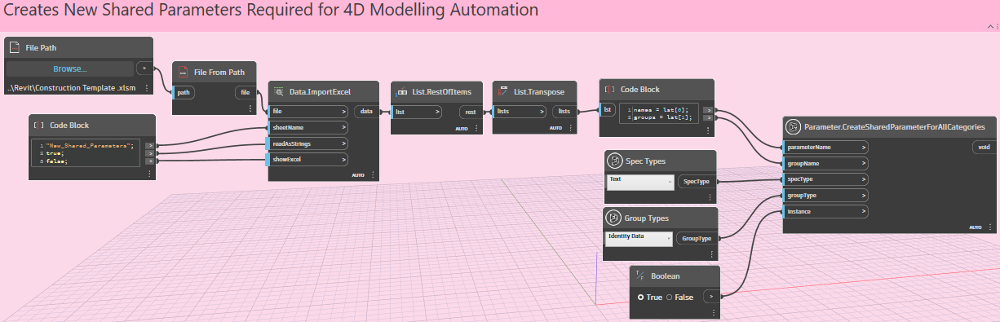 Creates New Shared Parameters Required for 4D Modelling Automation
File Path
Browse...
>
..\Revit\Construction Template .xlsm
File From Path
path
file
Code Block
1 "New_Shared_Parameters";
2 true;
3 false;
>
>
>
Data.ImportExcel
file >
data
sheetName >
readAsStrings >
showExcel >
AUTO
List.RestOfItems
list >
rest
AUTO
List.Transpose
lists >
lists
AUTO
Code Block
lst
1 names = lst[0];
2 groups = lst[1];
>
>
Spec Types
Text
SpecType
Group Types
Identity Data
GroupType
Boolean
True False
>
Parameter.CreateSharedParameterForAllCategories
parameterName >
void
groupName >
specType >
groupType >
instance >
AUTO